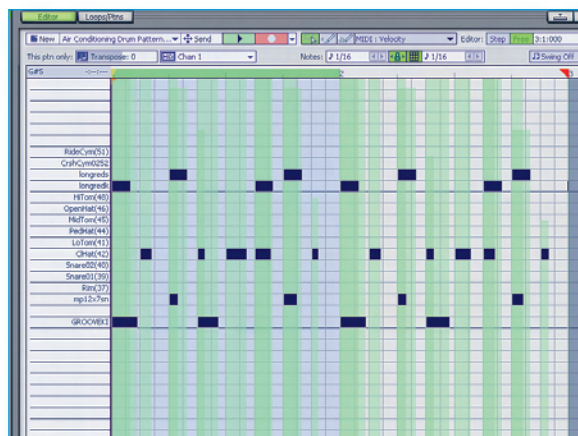 Editor Loops/Ptns
New Air Conditioning Drum Pattern... Send MIDI: Velocity Editor: Step Free 3:1:000
This ptn only: Transpose: 0 Chan 1 Notes: 1/16 1/16 Swing Off
G#5 -:--:---
2
RideCym(51)
CrshCym0252
longreds
longredk
HiTom(48)
OpenHat(46)
MidTom(45)
PedHat(44)
LoTom(41)
ClHat(42)
Snare02(40)
Snare01(39)
Rim(37)
mp12x7sn
GROOVEKI